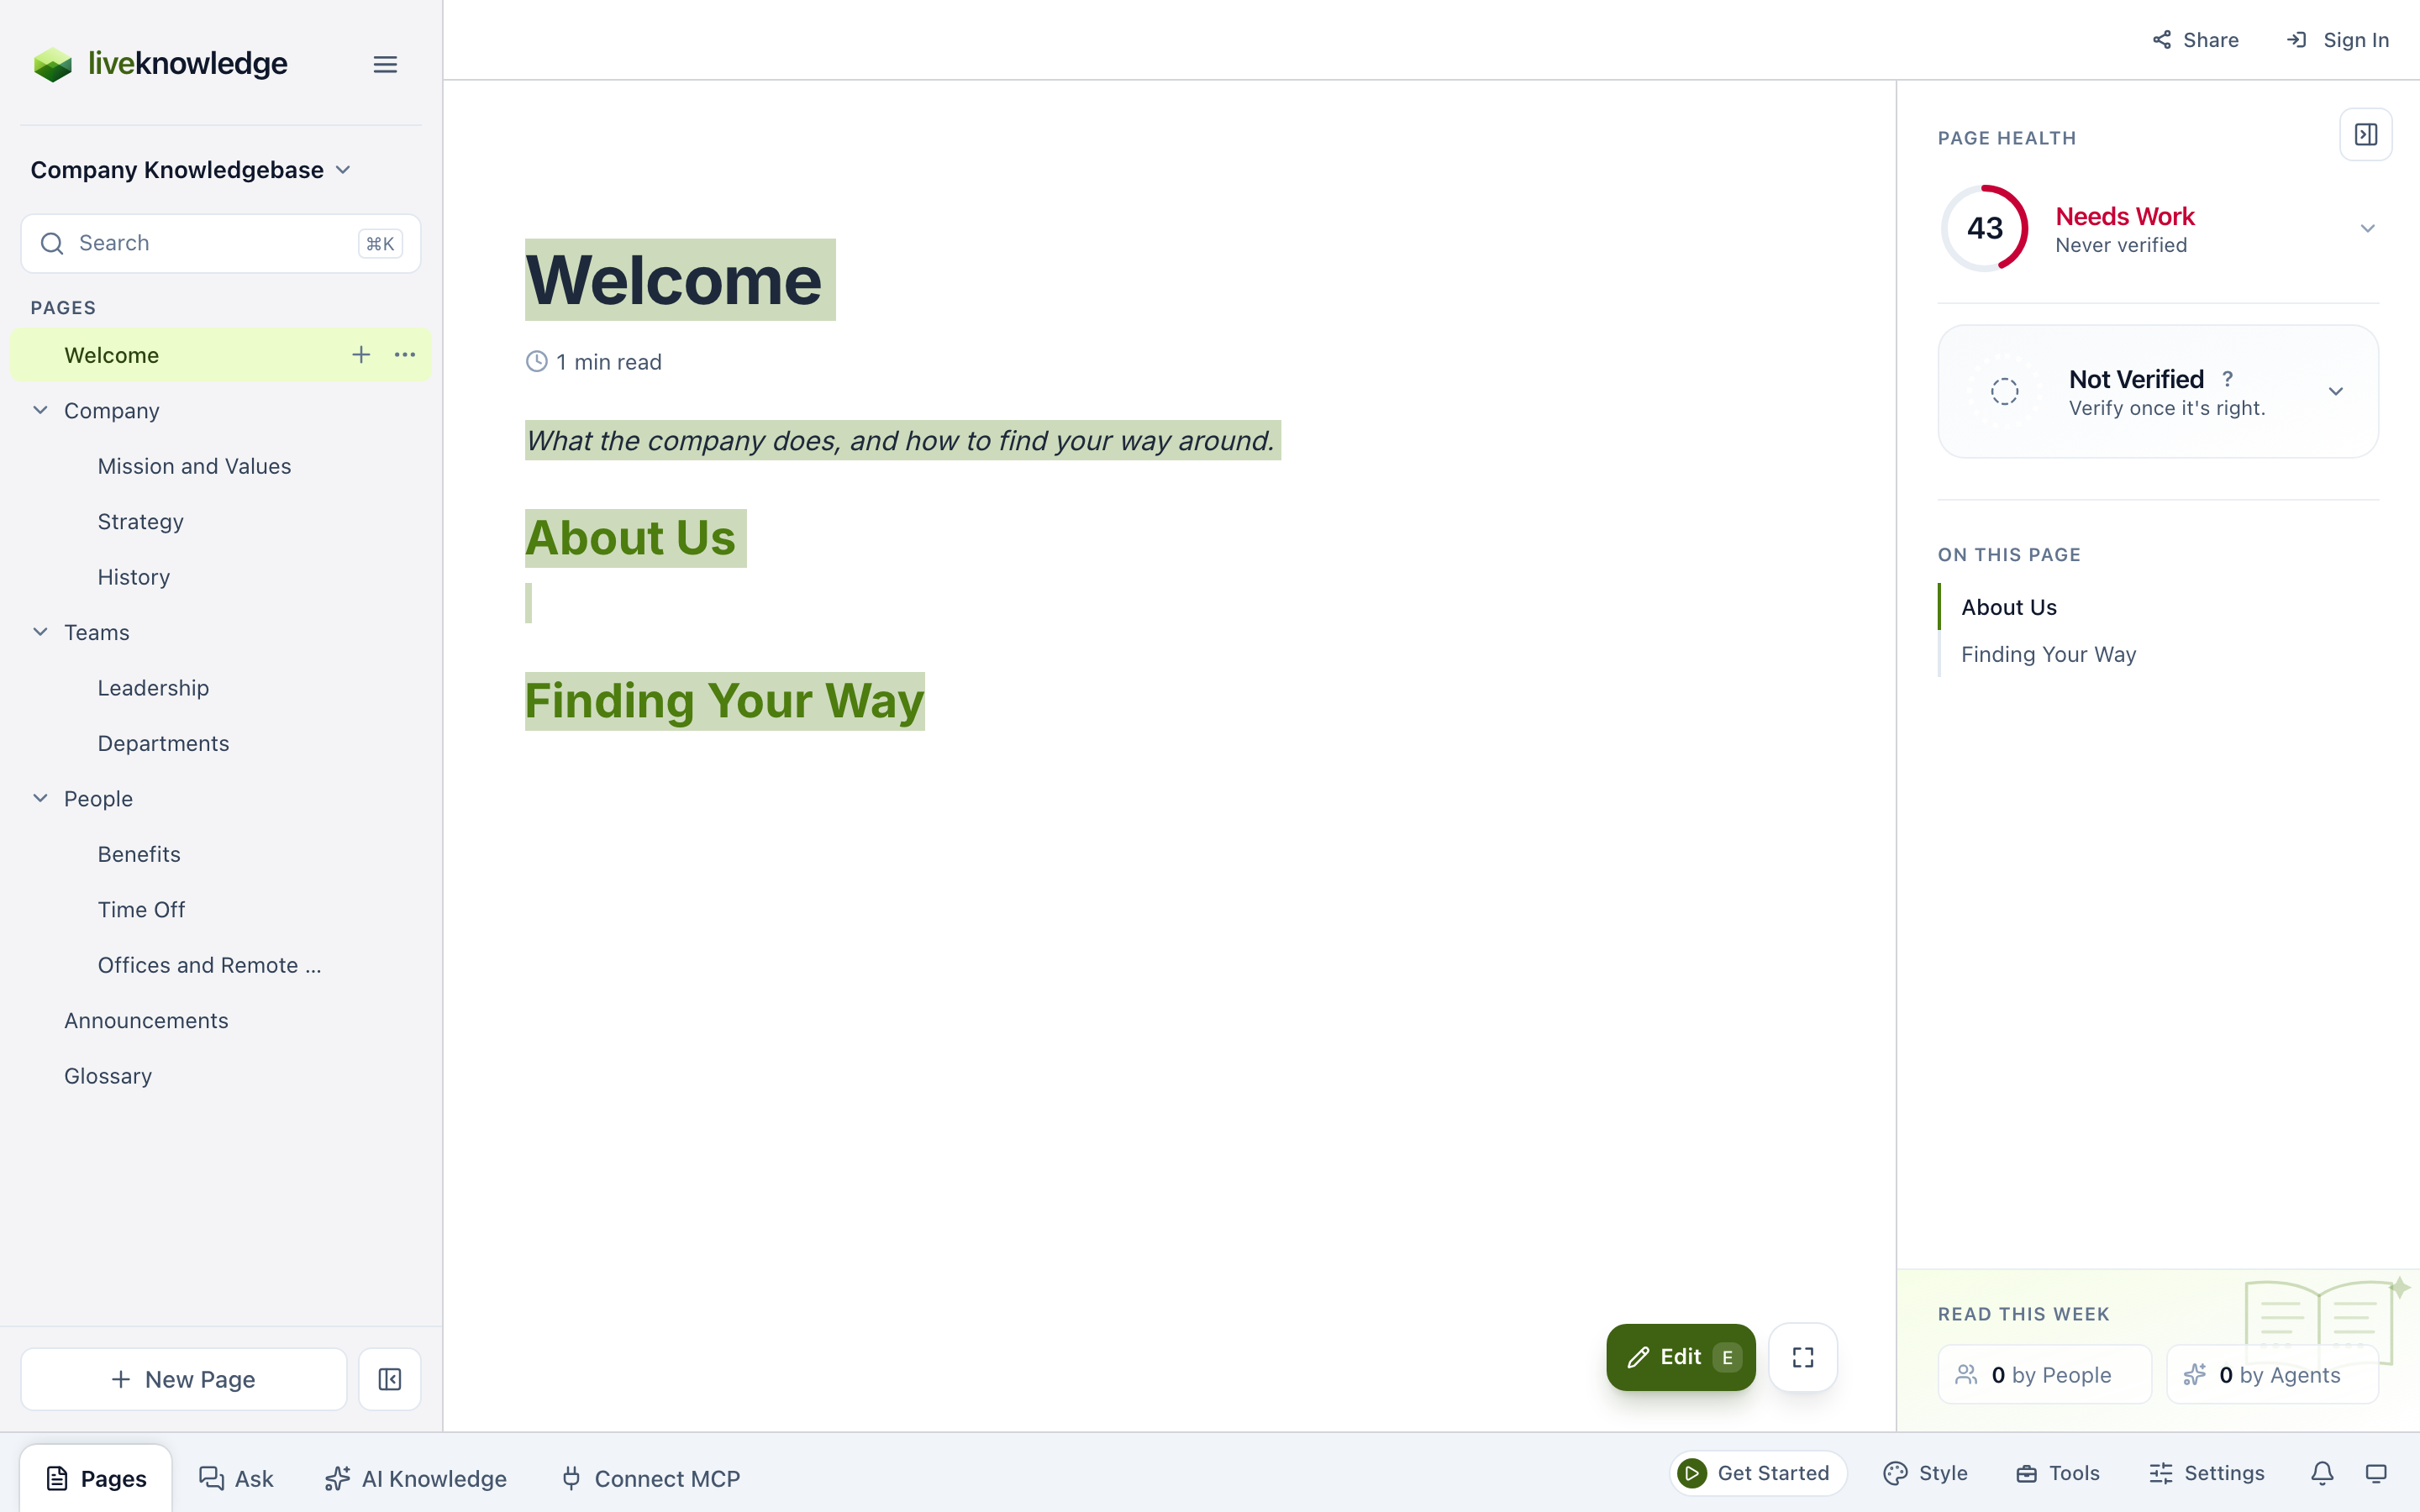 liveknowledge
Share
Sign In
Company Knowledgebase
Search
⌘K
PAGES
Welcome
Company
Mission and Values
Strategy
History
Teams
Leadership
Departments
People
Benefits
Time Off
Offices and Remote ...
Announcements
Glossary
New Page
Welcome
1 min read
What the company does, and how to find your way around.
About Us
Finding Your Way
Edit E
PAGE HEALTH
43
Needs Work
Never verified
Not Verified ?
Verify once it's right.
ON THIS PAGE
About Us
Finding Your Way
READ THIS WEEK
0 by People
0 by Agents
Pages
Ask
AI Knowledge
Connect MCP
Get Started
Style
Tools
Settings